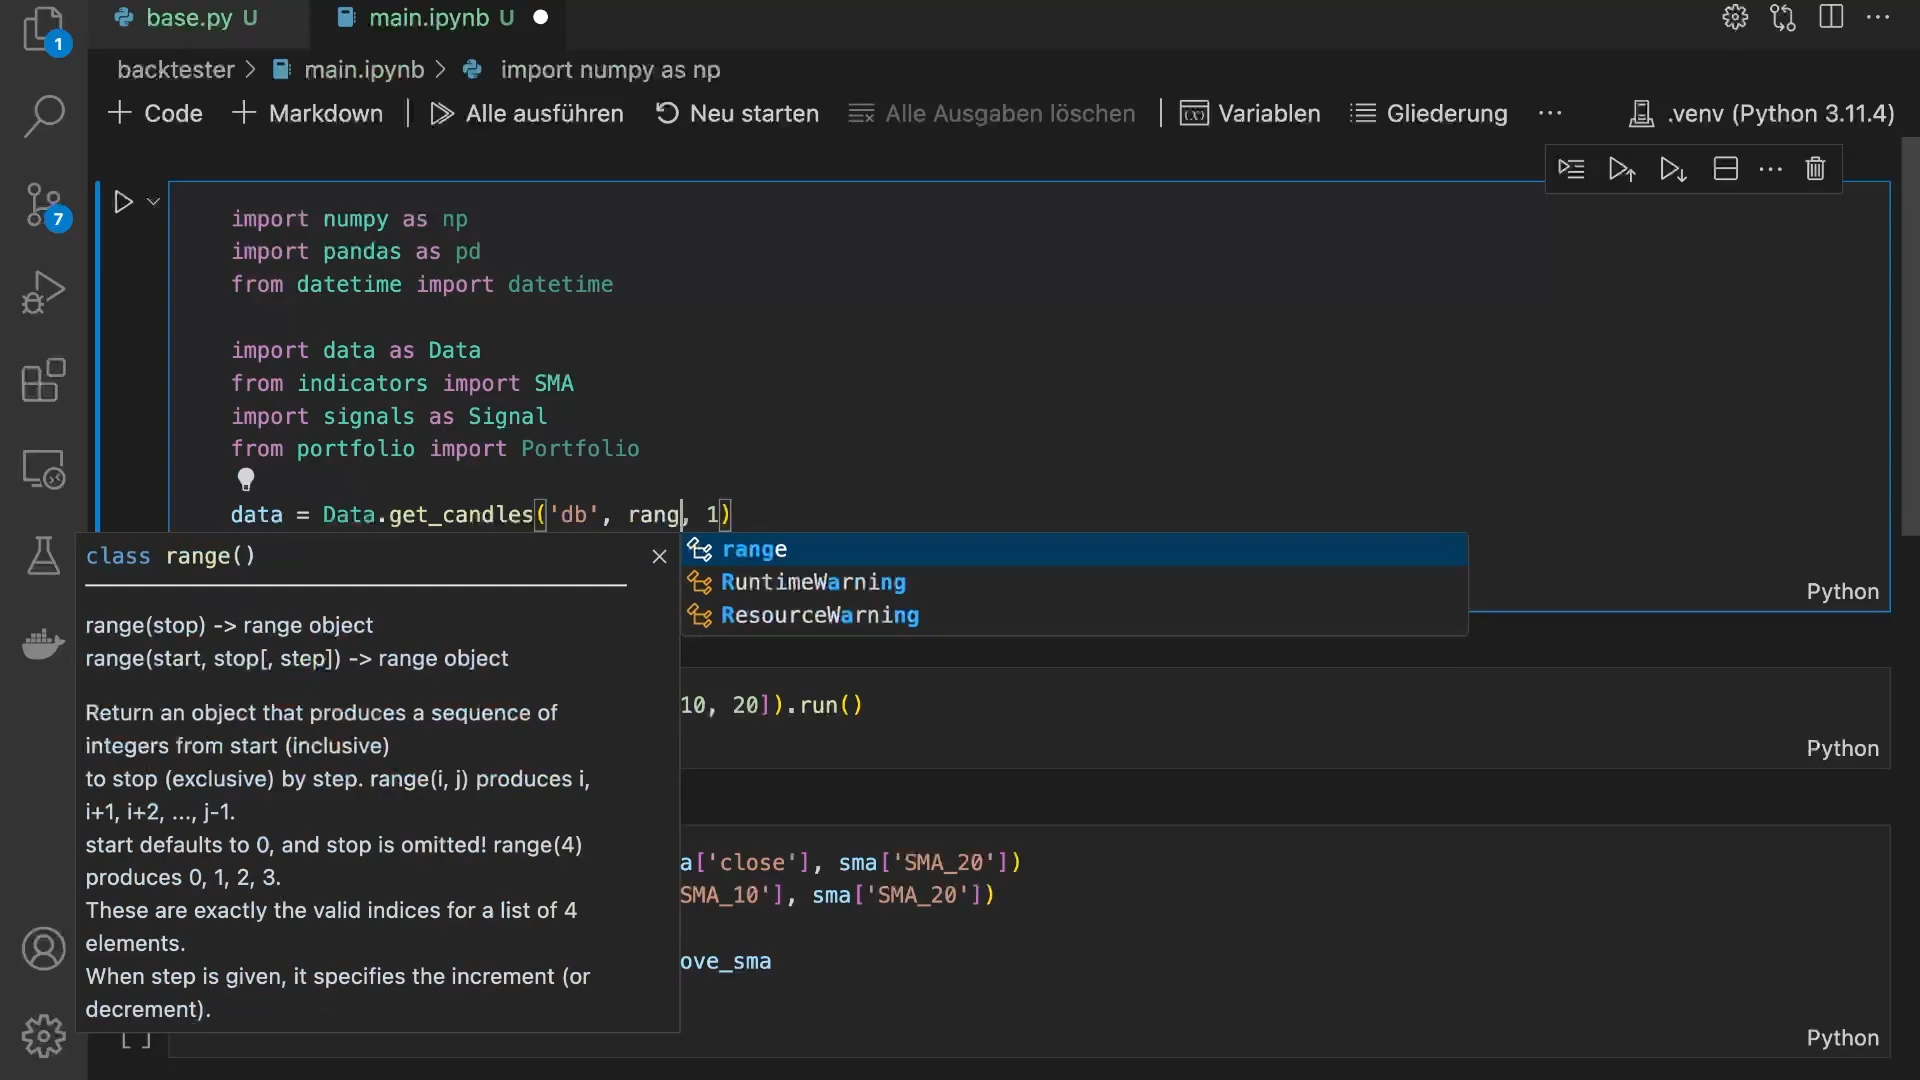 base.py U
main.ipynb U
1
backtester > main.ipynb > import numpy as np
Code
Markdown
Alle ausführen
Neu starten
Alle Ausgaben löschen
Variablen
Gliederung
.venv (Python 3.11.4)
7
import numpy as np
import pandas as pd
from datetime import datetime
import data as Data
from indicators import SMA
import signals as Signal
from portfolio import Portfolio
data = Data.get_candles('db', rang, 1)
class range()
range
RuntimeWarning
ResourceWarning
Python
range(stop) -> range object
range(start, stop[, step]) -> range object
Return an object that produces a sequence of
integers from start (inclusive)
to stop (exclusive) by step. range(i, j) produces i,
i+1, i+2, ..., j-1.
start defaults to 0, and stop is omitted! range(4)
produces 0, 1, 2, 3.
These are exactly the valid indices for a list of 4
elements.
When step is given, it specifies the increment (or
decrement).
10, 20]).run()
Python
a['close'], sma['SMA_20'])
SMA_10'], sma['SMA_20'])
ove_sma
[ ]
Python